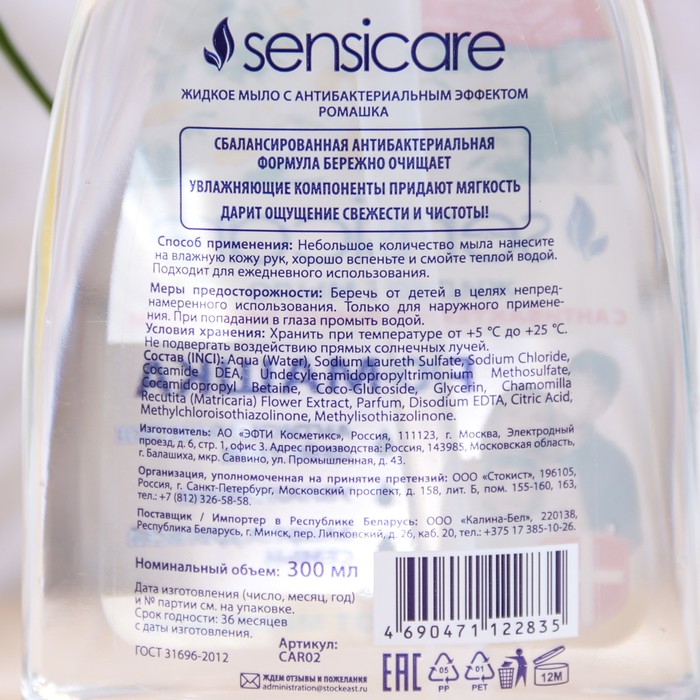 sensicare
ЖИДКОЕ МЫЛО С АНТИБАКТЕРИАЛЬНЫМ ЭФФЕКТОМ
РОМАШКА
СБАЛАНСИРОВАННАЯ АНТИБАКТЕРИАЛЬНАЯ
ФОРМУЛА БЕРЕЖНО ОЧИЩАЕТ
УВЛАЖНЯЮЩИЕ КОМПОНЕНТЫ ПРИДАЮТ МЯГКОСТЬ
ДАРИТ ОЩУЩЕНИЕ СВЕЖЕСТИ И ЧИСТОТЫ!
Способ применения: Небольшое количество мыла нанесите
на влажную кожу рук, хорошо вспеньте и смойте теплой водой.
Подходит для ежедневного использования.
Меры предосторожности: Беречь от детей в целях непред-
намеренного использования. Только для наружного примене-
ния. При попадании в глаза промыть водой.
Условия хранения: Хранить при температуре от +5 °С до +25 °С.
Не подвергать воздействию прямых солнечных лучей.
Состав (INCI): Aqua (Water), Sodium Laureth Sulfate, Sodium Chloride,
Cocamide DEA, Undecylenamidopropyltrimonium Methosulfate,
Cocamidopropyl Betaine, Coco-Glucoside, Glycerin, Chamomilla
Recutita (Matricaria) Flower Extract, Parfum, Disodium EDTA, Citric Acid,
Methylchloroisothiazolinone, Methylisothiazolinone.
Изготовитель: АО «ЭФТИ Косметикс», Россия, 111123, г. Москва, Электродный
проезд, д. 6, стр. 1, офис 3. Адрес производства: Россия, 143985, Московская область,
г. Балашиха, мкр. Саввино, ул. Промышленная, д. 43.
Организация, уполномоченная на принятие претензий: ООО «Стокист», 196105,
Россия, г. Санкт-Петербург, Московский проспект, д. 158, лит. Б, пом. 155-160, 163,
тел.: +7 (812) 326-58-58.
Поставщик / Импортер в Республике Беларусь: ООО «Калина-Бел», 220138,
Республика Беларусь, г. Минск, пер. Липковский, д. 26, каб. 20, тел.: +375 17 385-10-26.
Номинальный объем: 300 мл
Дата изготовления (число, месяц, год)
и № партии см. на упаковке.
Срок годности: 36 месяцев
с даты изготовления.
ГОСТ 31696-2012
Артикул:
CAR02
ЖДЕМ ОТЗЫВЫ И ПОЖЕЛАНИЯ
administration@stockeast.ru
4 690471 122835
EAC
05
PP
01
PET
12M